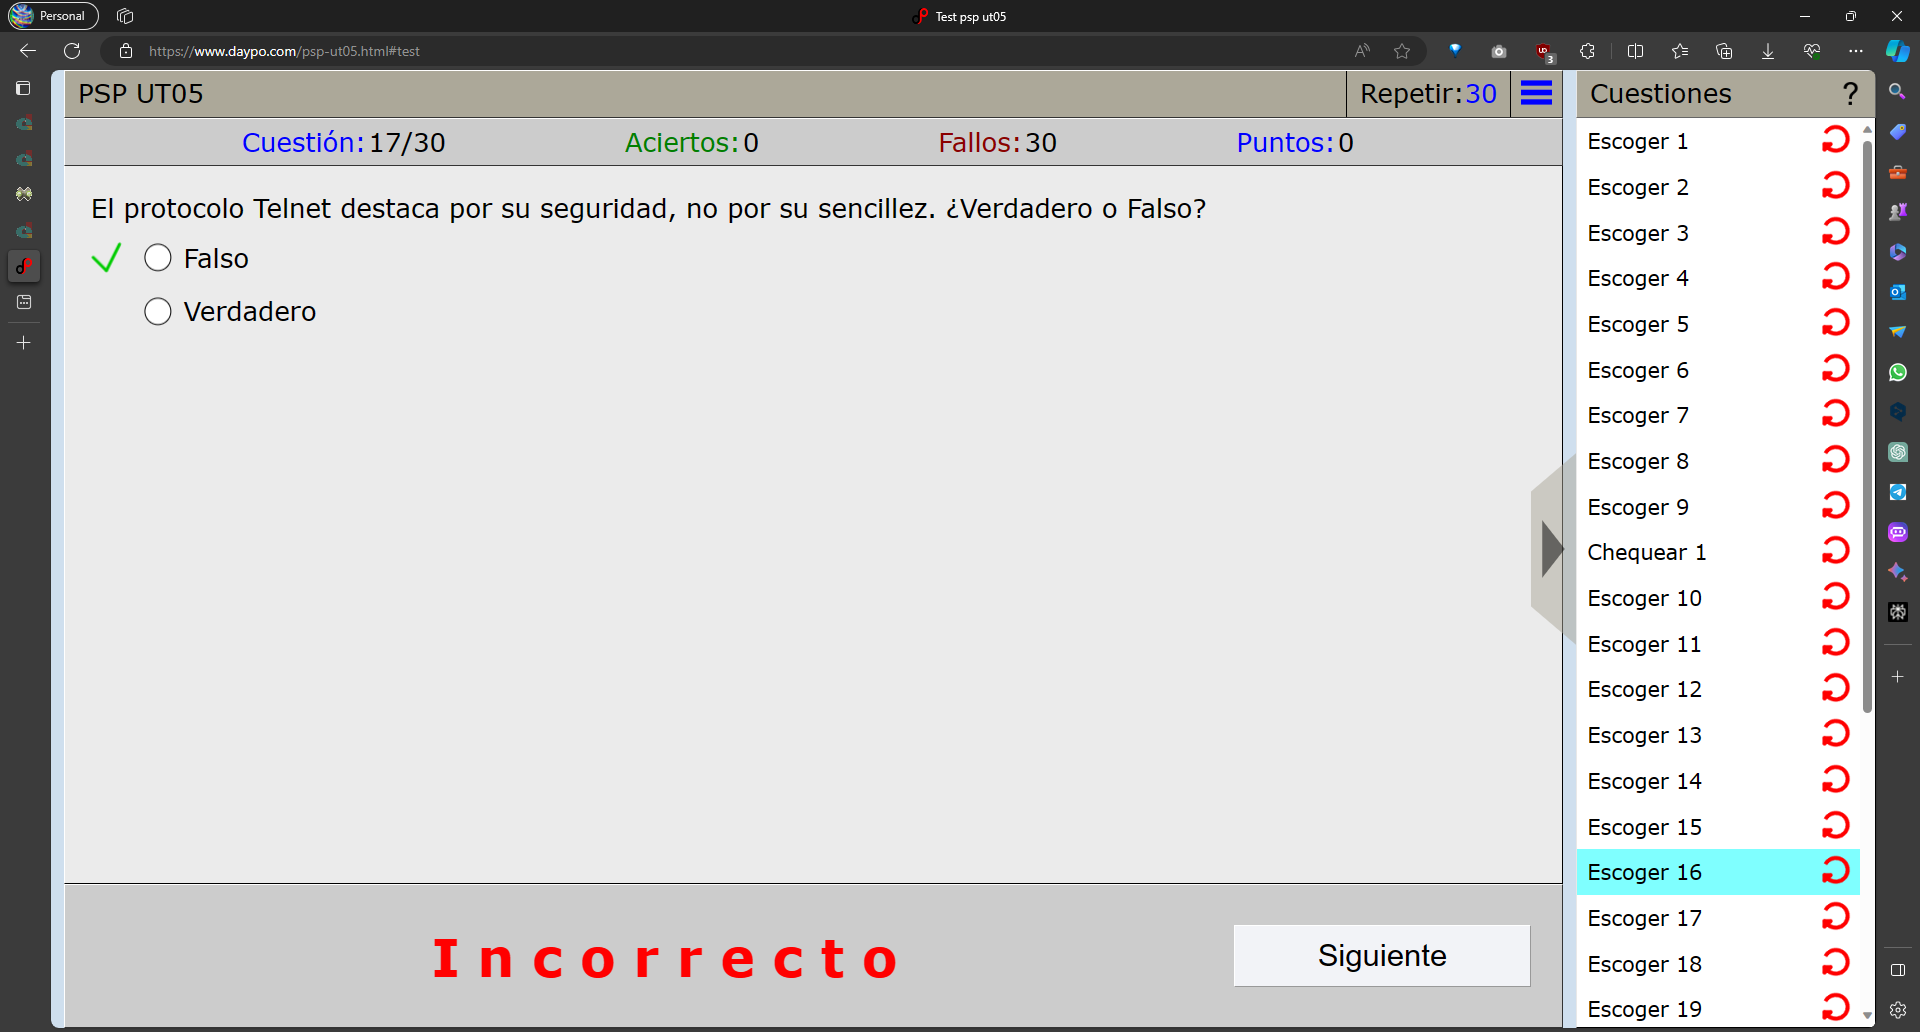 Personal
Test psp ut05
https://www.daypo.com/psp-ut05.html#test
3
PSP UT05
Repetir:30
Cuestiones
?
Cuestión:17/30
Aciertos:0
Fallos:30
Puntos:0
El protocolo Telnet destaca por su seguridad, no por su sencillez. ¿Verdadero o Falso?
Falso
Verdadero
Incorrecto
Siguiente
Escoger 1
Escoger 2
Escoger 3
Escoger 4
Escoger 5
Escoger 6
Escoger 7
Escoger 8
Escoger 9
Chequear 1
Escoger 10
Escoger 11
Escoger 12
Escoger 13
Escoger 14
Escoger 15
Escoger 16
Escoger 17
Escoger 18
Escoger 19